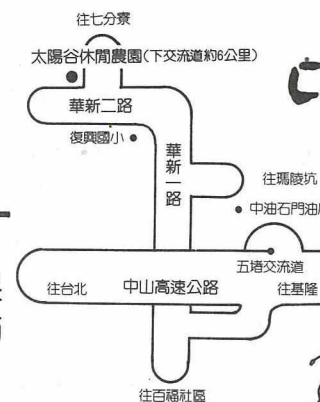 往七分寮
太陽谷休閒農園(下交流道約6公里)
華新二路
復興國小
華新一路
往瑪陵坑
中油石門油
五堵交流道
往台北
中山高速公路
往基隆
往百福社區